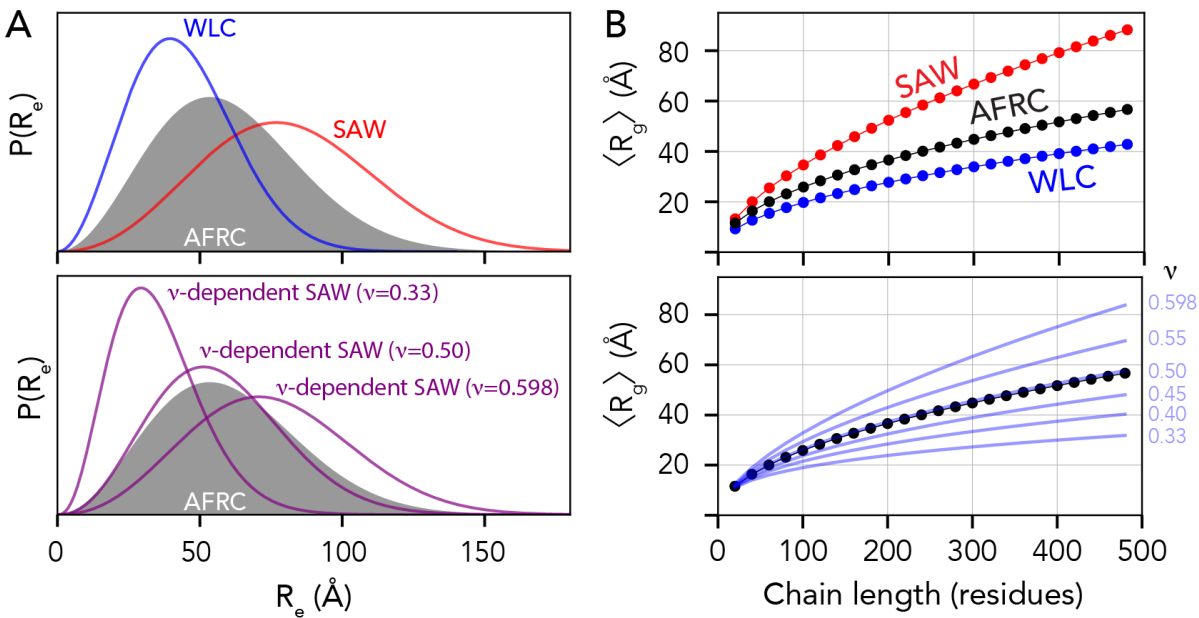 A
WLC
SAW
AFRC
P(Re)
ν-dependent SAW (ν=0.33)
ν-dependent SAW (ν=0.50)
ν-dependent SAW (ν=0.598)
AFRC
P(Re)
0
50
100
150
Re (Å)
B
80
60
40
20
⟨Rg⟩ (Å)
SAW
AFRC
WLC
80
60
40
20
⟨Rg⟩ (Å)
ν
0.598
0.55
0.50
0.45
0.40
0.33
0
100
200
300
400
500
Chain length (residues)